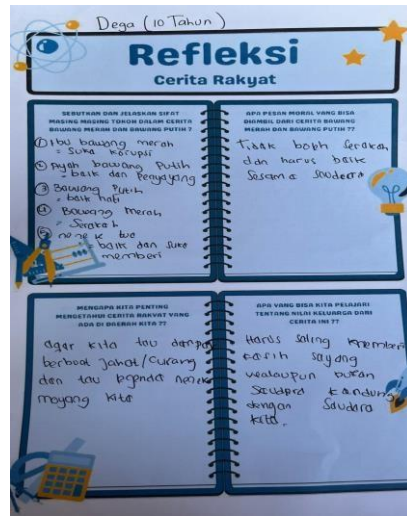 Dega (10 Tahun)
Refleksi
Cerita Rakyat
SEBUTKAN DAN JELASKAN SIFAT
MASING MASING TOKOH DALAM CERITA
BAWANG MERAH DAN BAWANG PUTIH ?
① Ibu bawang merah
= suka korupsi
② Ayah bawang Putih
= baik dan Penyayang
③ Bawang Putih
= baik hati
④ Bawang merah
= Serakah
⑤ nenek tua
= baik dan suka
memberi
APA PESAN MORAL YANG BISA
DIAMBIL DARI CERITA BAWANG
MERAH DAN BAWANG PUTIH ??
Tidak boleh serakah
dan harus baik
Sesama Saudara
MENGAPA KITA PENTING
MENGETAHUI CERITA RAKYAT YANG
ADA DI DAERAH KITA ??
agar kita tau dampak
berbuat Jahat/Curang
dan tau legenda nenek
moyang kita
APA YANG BISA KITA PELAJARI
TENTANG NILAI KELUARGA DARI
CERITA INI ??
Harus saling memberi
kasih sayang
walaupun bukan
Saudara kandung
dengan Saudara
kita.